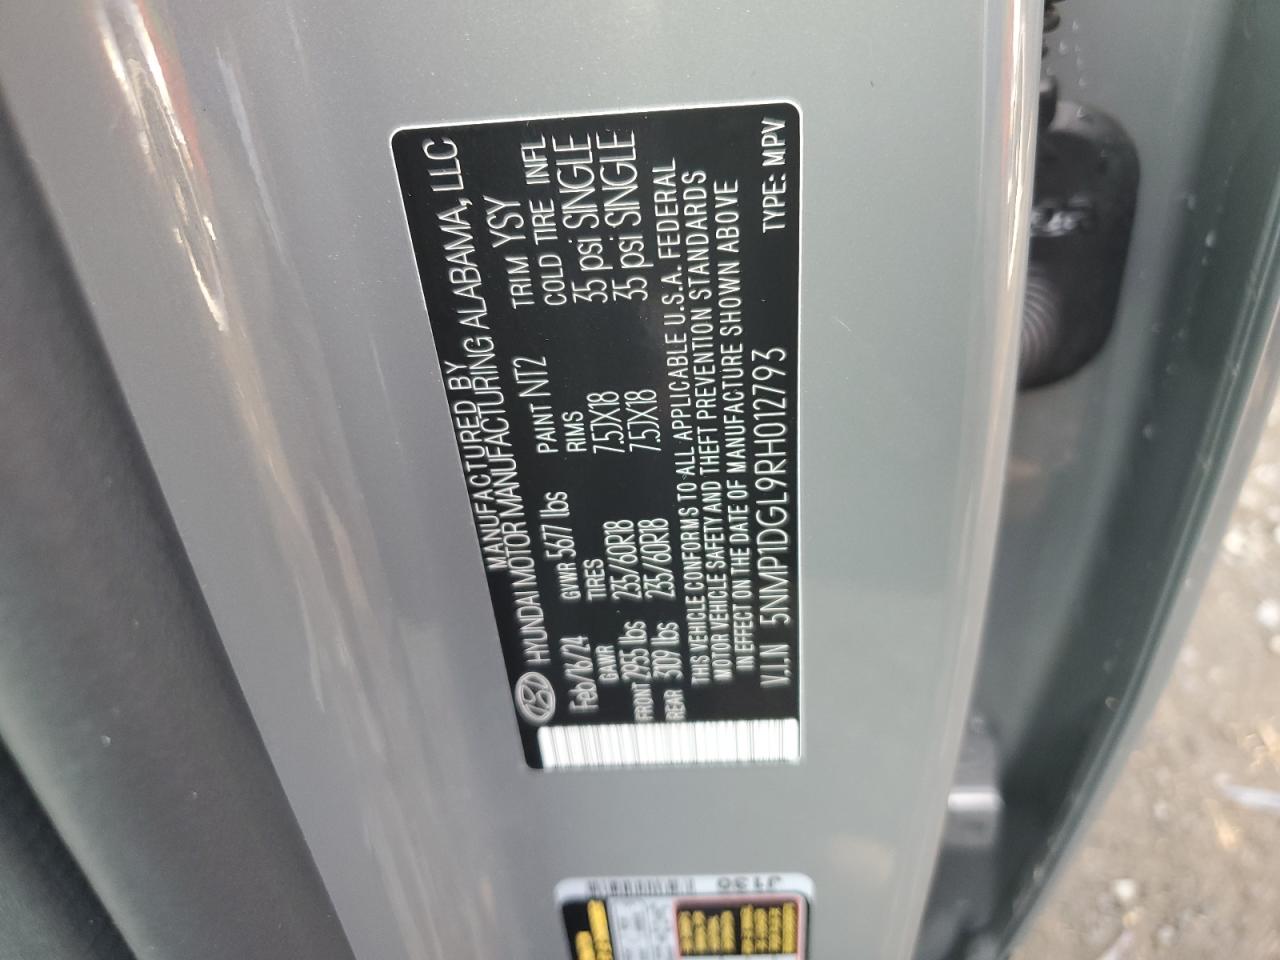 MANUFACTURED BY
HYUNDAI MOTOR MANUFACTURING ALABAMA, LLC
Feb/16/24 GVWR 5677 lbs PAINT NT2 TRIM YSY
GAWR TIRES RIMS COLD TIRE INFL
FRONT 2955 lbs 235/60R18 7.5JX18 35 psi SINGLE
REAR 3109 lbs 235/60R18 7.5JX18 35 psi SINGLE
THIS VEHICLE CONFORMS TO ALL APPLICABLE U.S.A. FEDERAL
MOTOR VEHICLE SAFETY AND THEFT PREVENTION STANDARDS
IN EFFECT ON THE DATE OF MANUFACTURE SHOWN ABOVE
V.I.N 5NMP1DGL9RH012793 TYPE: MPV
J136